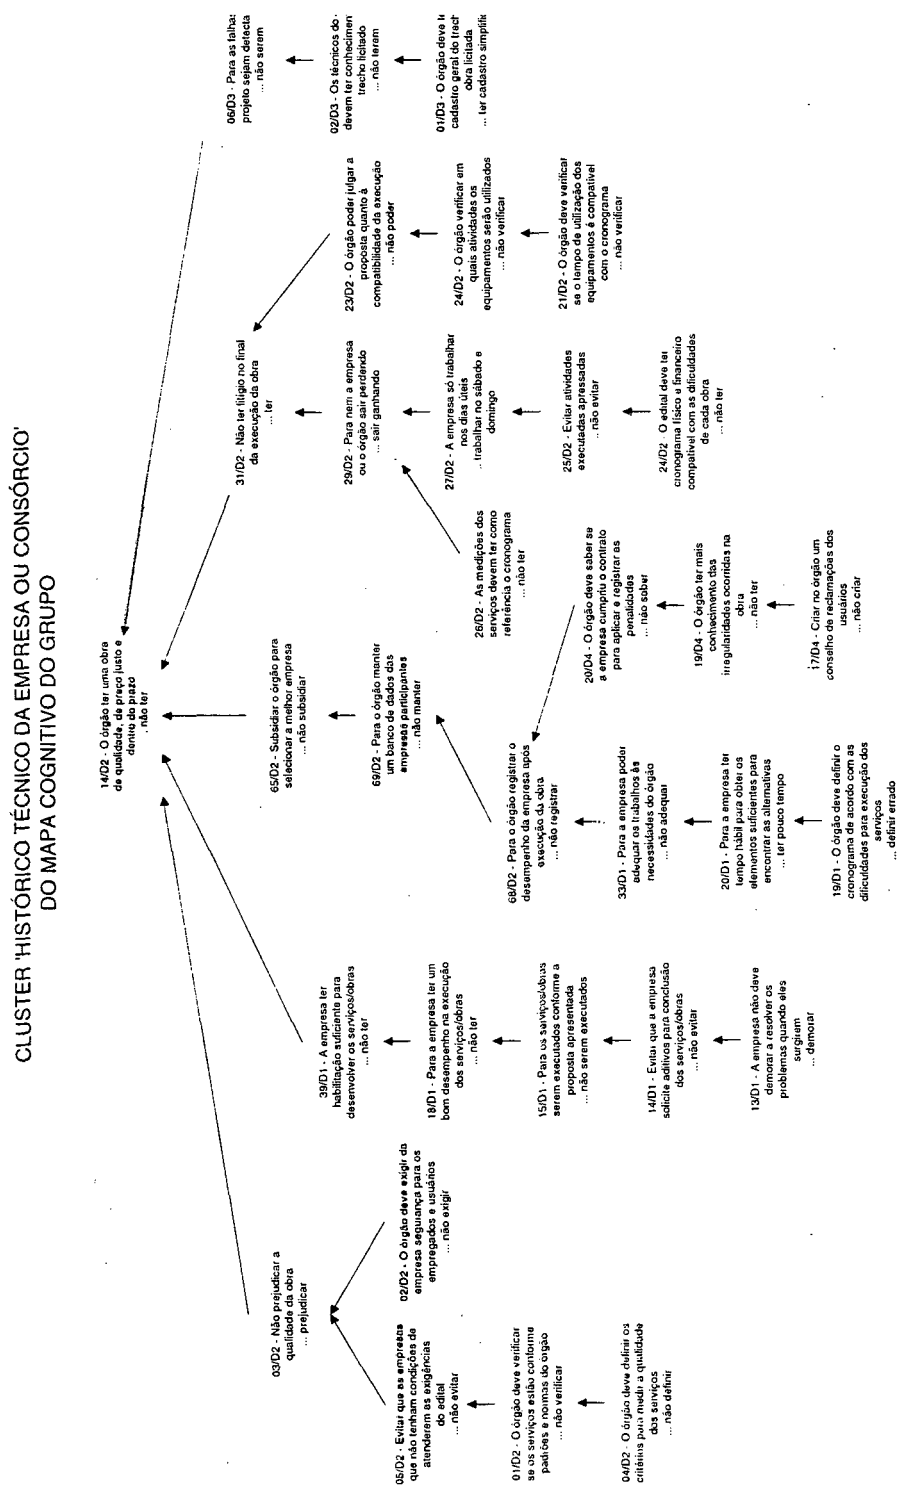 CLUSTER 'HISTÓRICO TÉCNICO DA EMPRESA OU CONSÓRCIO'
DO MAPA COGNITIVO DO GRUPO
14/D2 - O órgão ter uma obra
de qualidade, de preço justo e
dentro do prazo
... não ter
03/D2 - Não prejudicar a
qualidade da obra
... prejudicar
05/D2 - Evitar que as empresas
que não tenham condições de
atenderem as exigências
do edital
... não evitar
01/D2 - O órgão deve verificar
se os serviços estão conforme
padrões e normas do órgão
... não verificar
04/D2 - O órgão deve definir os
critérios para medir a qualidade
dos serviços
... não definir
02/D2 - O órgão deve exigir da
empresa segurança para os
empregados e usuários
... não exigir
39/D1 - A empresa ter
habilitação suficiente para
desenvolver os serviços/obras
... não ter
18/D1 - Para a empresa ter um
bom desempenho na execução
dos serviços/obras
... não ter
15/D1 - Para os serviços/obras
serem executados conforme a
proposta apresentada
... não serem executados
14/D1 - Evitar que a empresa
solicite aditivos para conclusão
dos serviços/obras
... não evitar
13/D1 - A empresa não deve
demorar a resolver os
problemas quando eles
surgirem
... demorar
65/D2 - Subsidiar o órgão para
selecionar a melhor empresa
... não subsidiar
69/D2 - Para o órgão manter
um banco de dados das
empresas participantes
... não manter
68/D2 - Para o órgão registrar o
desempenho da empresa após
execução da obra
... não registrar
33/D1 - Para a empresa poder
adequar os trabalhos às
necessidades do órgão
... não adequar
20/D1 - Para a empresa ter
tempo hábil para obter os
elementos suficientes para
encontrar as alternativas
... ter pouco tempo
19/D1 - O órgão deve definir o
cronograma de acordo com as
dificuldades para execução dos
serviços
... definir errado
20/D4 - O órgão deve saber se
a empresa cumpriu o contrato
para aplicar e registrar as
penalidades
... não saber
19/D4 - O órgão ter mais
conhecimento das
irregularidades ocorridas na
obra
... não ter
17/D4 - Criar no órgão um
conselho de reclamações dos
usuários
... não criar
31/D2 - Não ter litígio no final
da execução da obra
... ter
29/D2 - Para nem a empresa
ou o órgão sair perdendo
... sair ganhando
26/D2 - As medições dos
serviços devem ter como
referência o cronograma
... não ter
27/D2 - A empresa só trabalhar
nos dias úteis
.. trabalhar no sábado e
domingo
25/D2 - Evitar atividades
executadas apressadas
... não evitar
24/D2 - O edital deve ter
cronograma físico e financeiro
compatível com as dificuldades
de cada obra
... não ter
23/D2 - O órgão poder julgar a
proposta quanto à
compatibilidade da execução
... não poder
24/D2 - O órgão verificar em
quais atividades os
equipamentos serão utilizados
... não verificar
21/D2 - O órgão deve verificar
se o tempo de utilização dos
equipamentos é compatível
com o cronograma
... não verificar
06/D3 - Para as falhas
projeto sejam detecta
... não serem
02/D3 - Os técnicos do
devem ter conhecimen
trecho licitado
... não terem
01/D3 - O órgão deve
cadastro geral do trech
obra licitada
... ter cadastro simplific